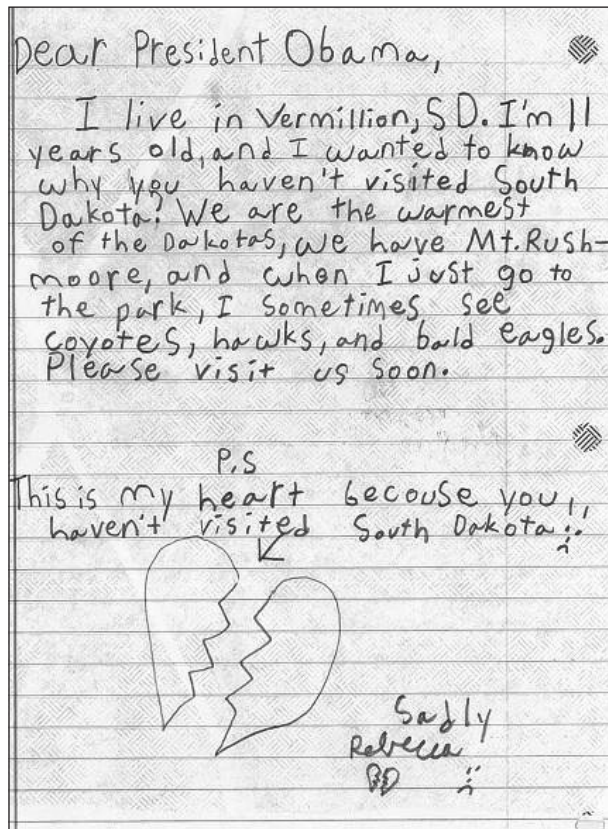 Dear President Obama,
I live in Vermillion, SD. I'm 11
years old, and I wanted to know
why you haven't visited South
Dakota? We are the warmest
of the Dakotas, we have Mt. Rush-
moore, and when I just go to
the park, I sometimes see
coyotes, hawks, and bald eagles.
Please visit us soon.
P.S
This is my heart becouse you
haven't visited South Dakota
Sadly
Rebecca